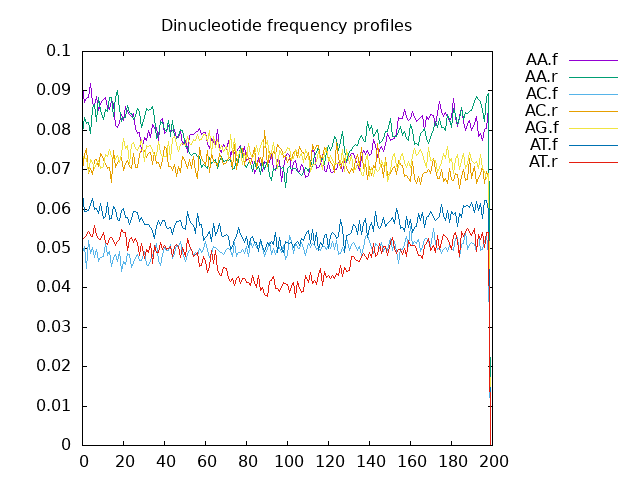 Dinucleotide frequency profiles
0.1
0.09
0.08
0.07
0.06
0.05
0.04
0.03
0.02
0.01
0
0 20 40 60 80 100 120 140 160 180 200
AA.f
AA.r
AC.f
AC.r
AG.f
AT.f
AT.r